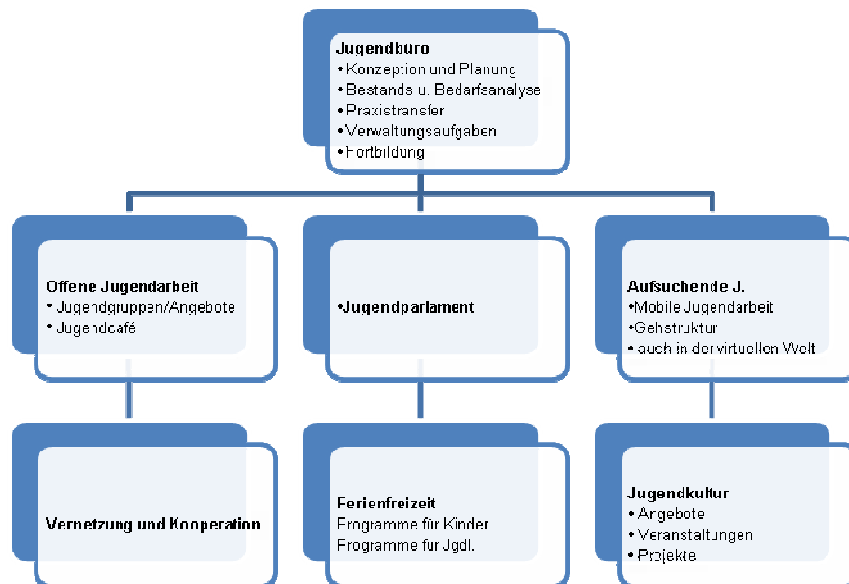 Jugendbüro
• Konzeption und Planung
• Bestands u. Bedarfsanalyse
• Praxistransfer
• Verwaltungsaufgaben
• Fortbildung
Offene Jugendarbeit
• Jugendgruppen/Angebote
• Jugendcafé
•Jugendparlament
Aufsuchende J.
•Mobile Jugendarbeit
•Gehstruktur
• auch in der virtuellen Welt
Vernetzung und Kooperation
Ferienfreizeit
Programme für Kinder
Programme für Jgdl.
Jugendkultur
• Angebote
• Veranstaltungen
• Projekte